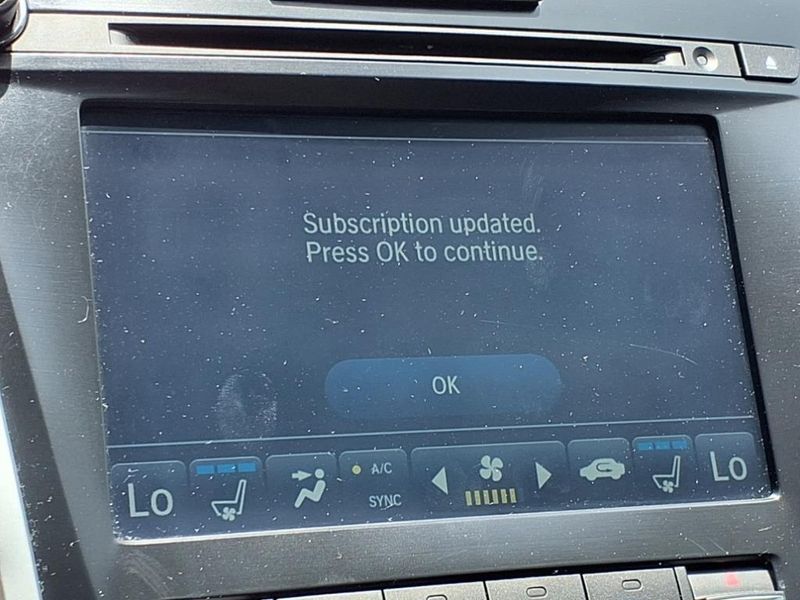 Subscription updated.
Press OK to continue.
OK
Lo
A/C
SYNC
Lo